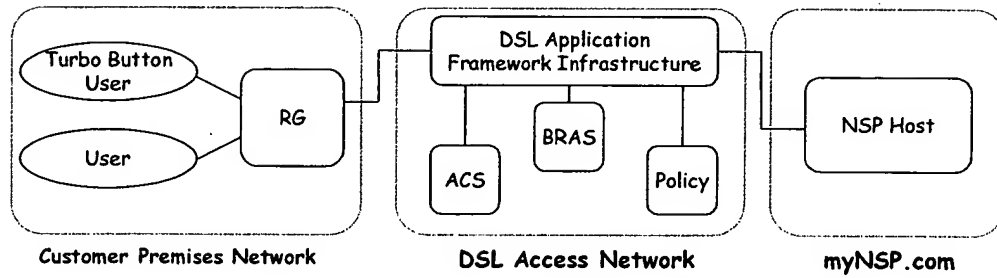 Turbo Button
User
User
RG
Customer Premises Network
DSL Application
Framework Infrastructure
ACS
BRAS
Policy
DSL Access Network
NSP Host
myNSP.com